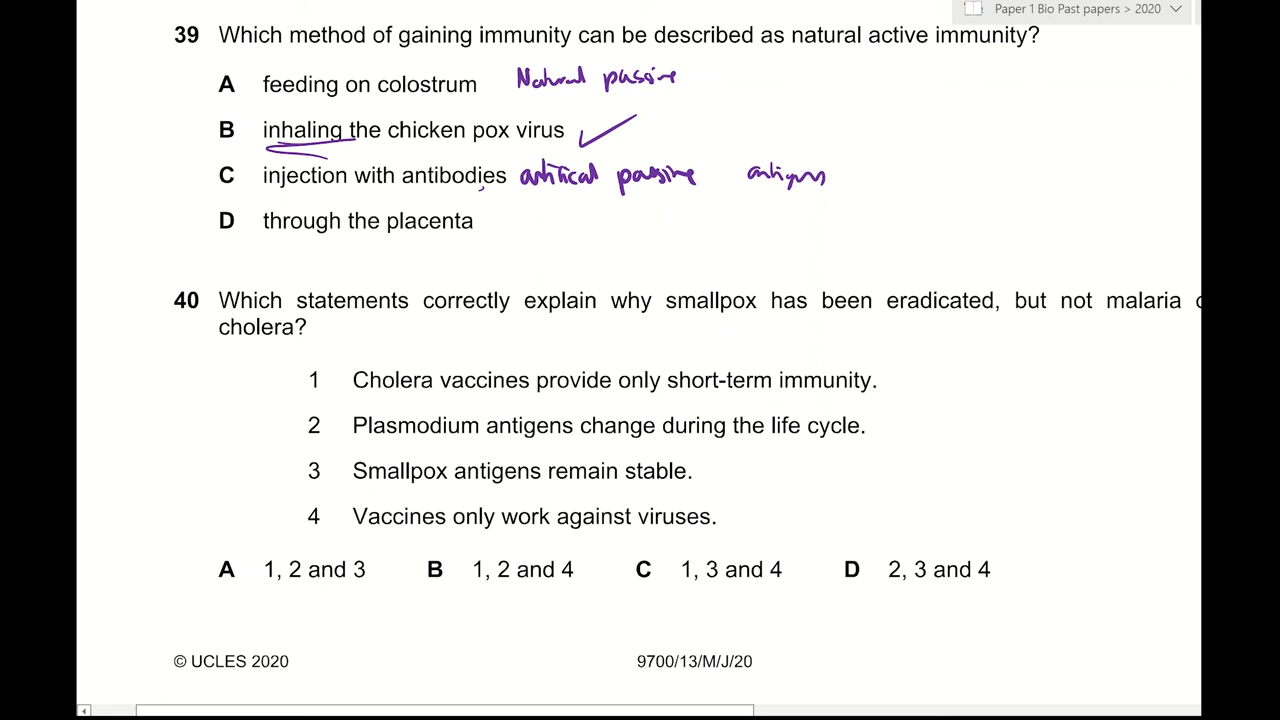 Paper 1 Bio Past papers > 2020
39 Which method of gaining immunity can be described as natural active immunity?
A feeding on colostrum Natural passive
B inhaling the chicken pox virus
C injection with antibodies passive antigens
D through the placenta
40 Which statements correctly explain why smallpox has been eradicated, but not malaria
cholera?
1 Cholera vaccines provide only short-term immunity.
2 Plasmodium antigens change during the life cycle.
3 Smallpox antigens remain stable.
4 Vaccines only work against viruses.
A 1, 2 and 3 B 1, 2 and 4 C 1, 3 and 4 D 2, 3 and 4
© UCLES 2020 9700/13/M/J/20